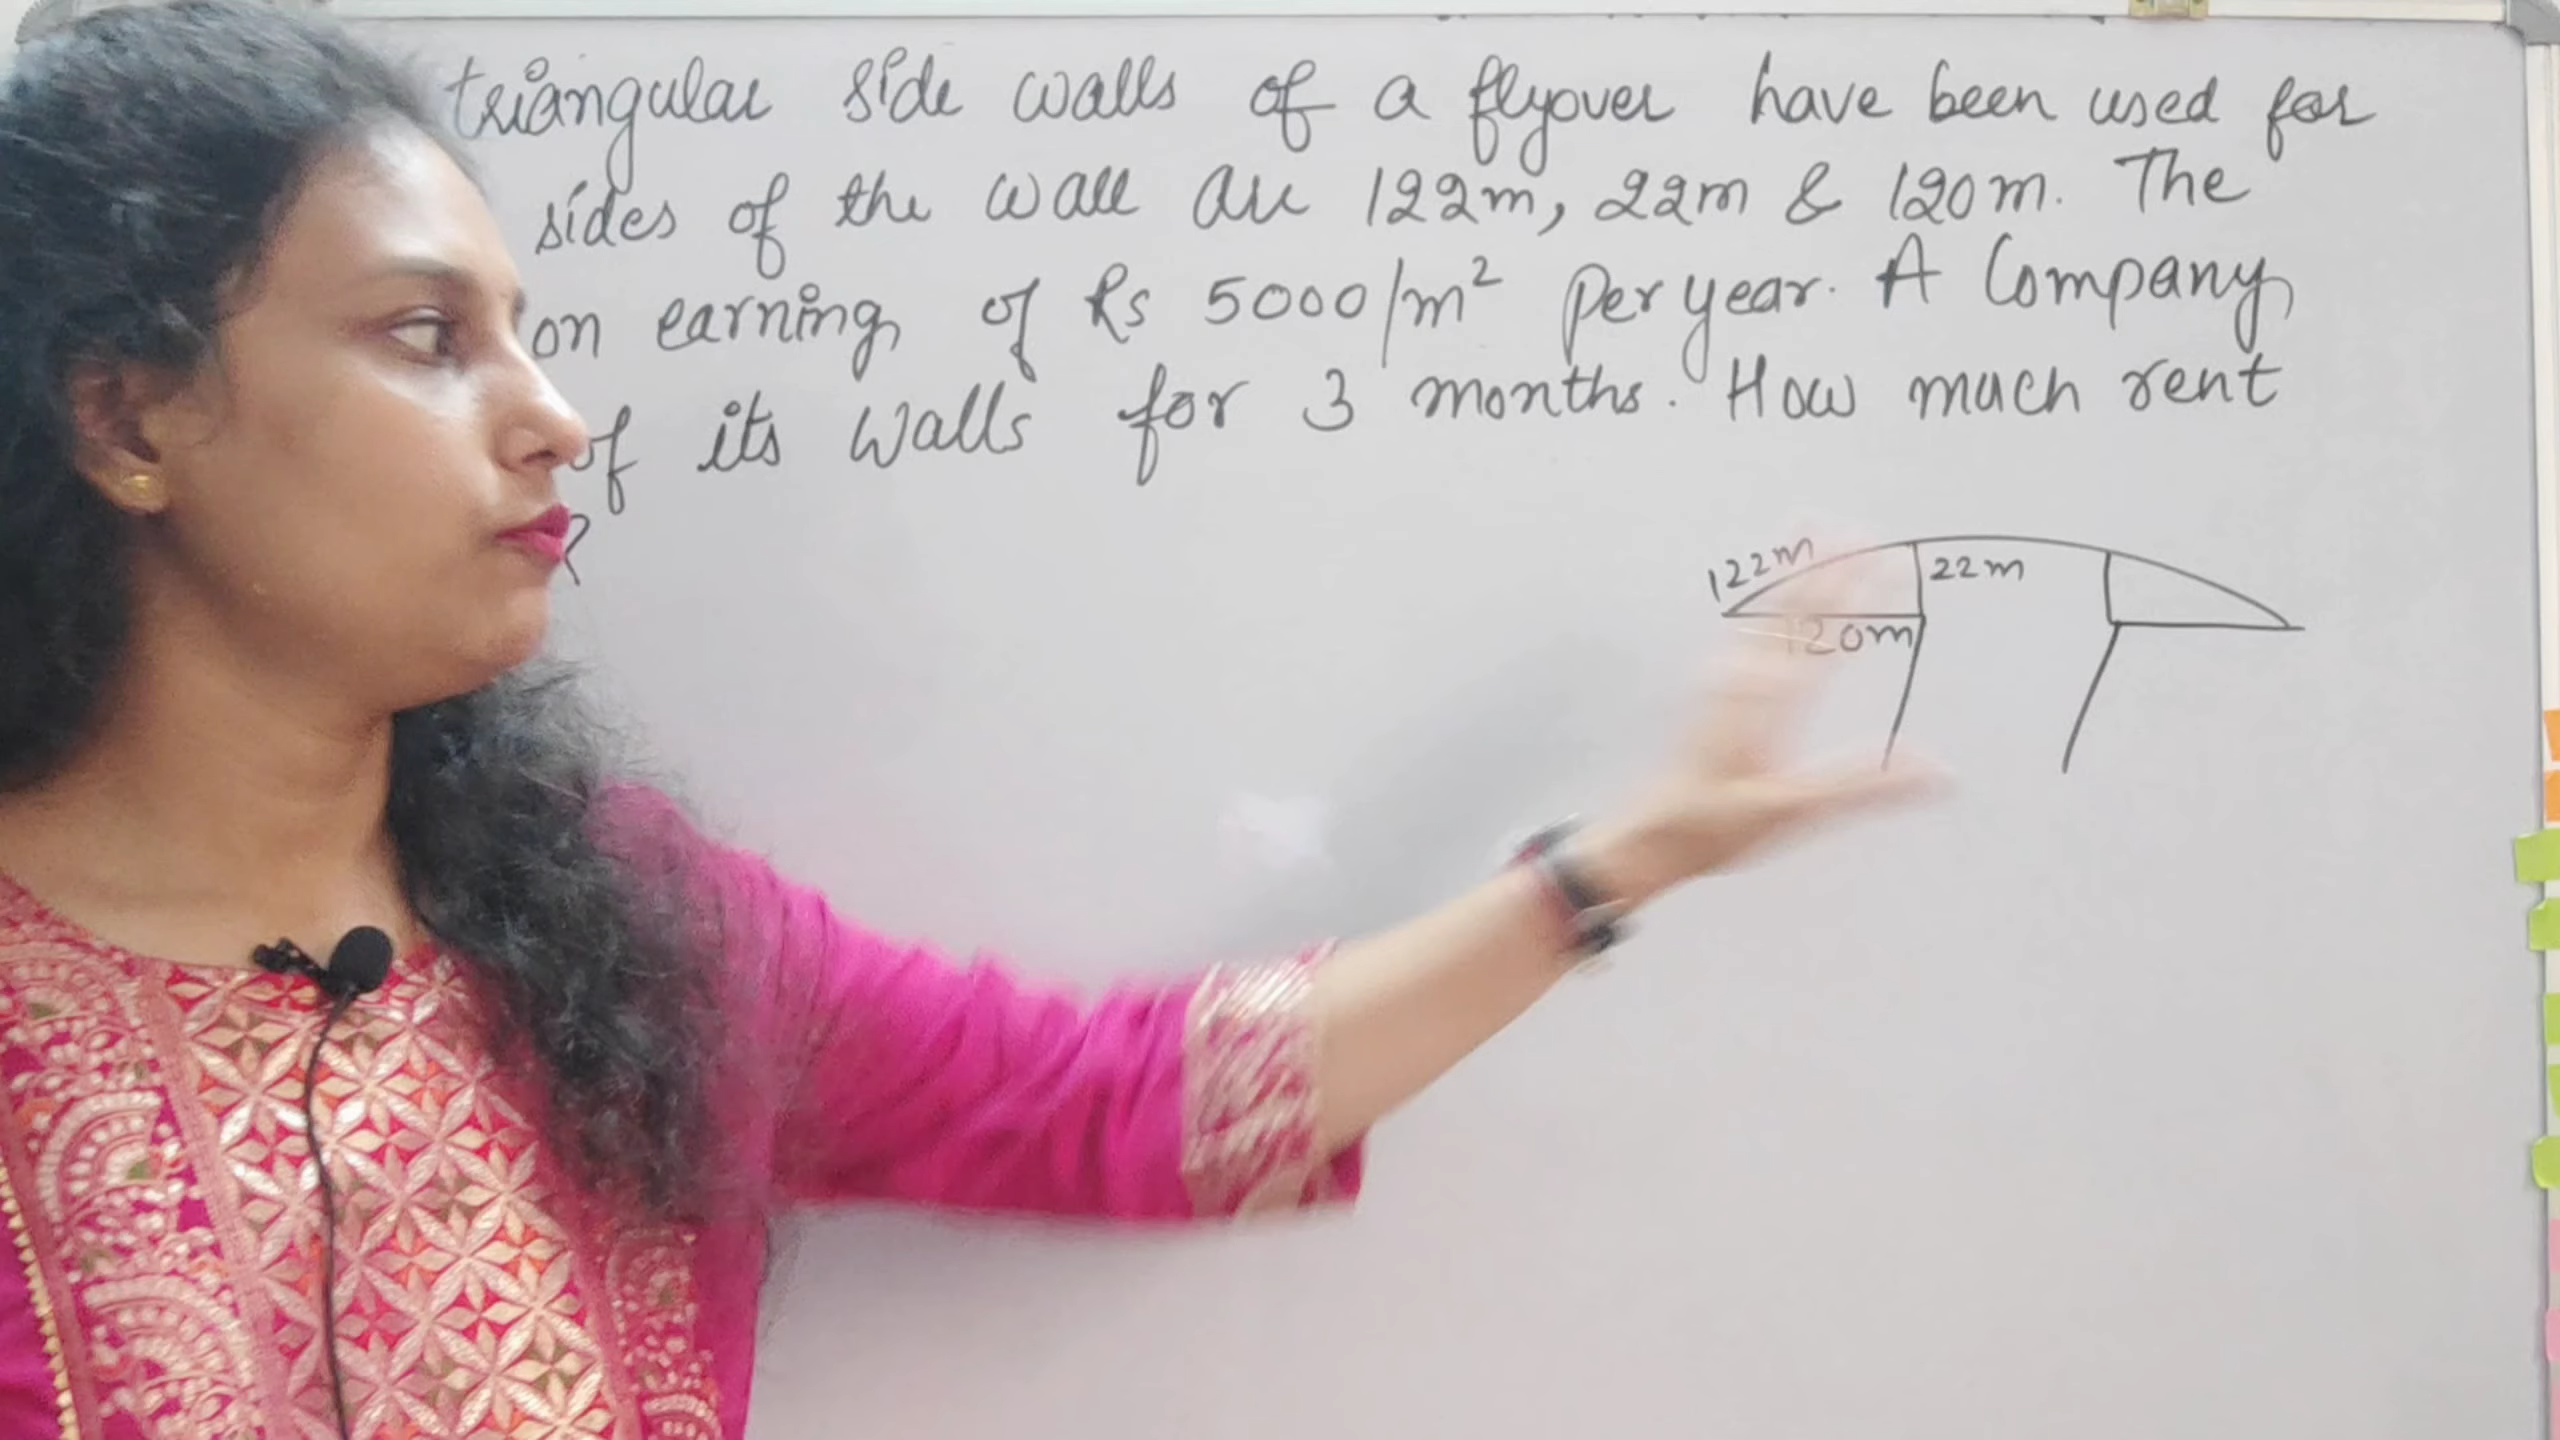 triangular side walls of a flyover have been used for
sides of the wall are 122m, 22m & 120m. The
on earning of Rs 5000/m² per year. A Company
of its walls for 3 months. How much rent
?
122m
22m
120m